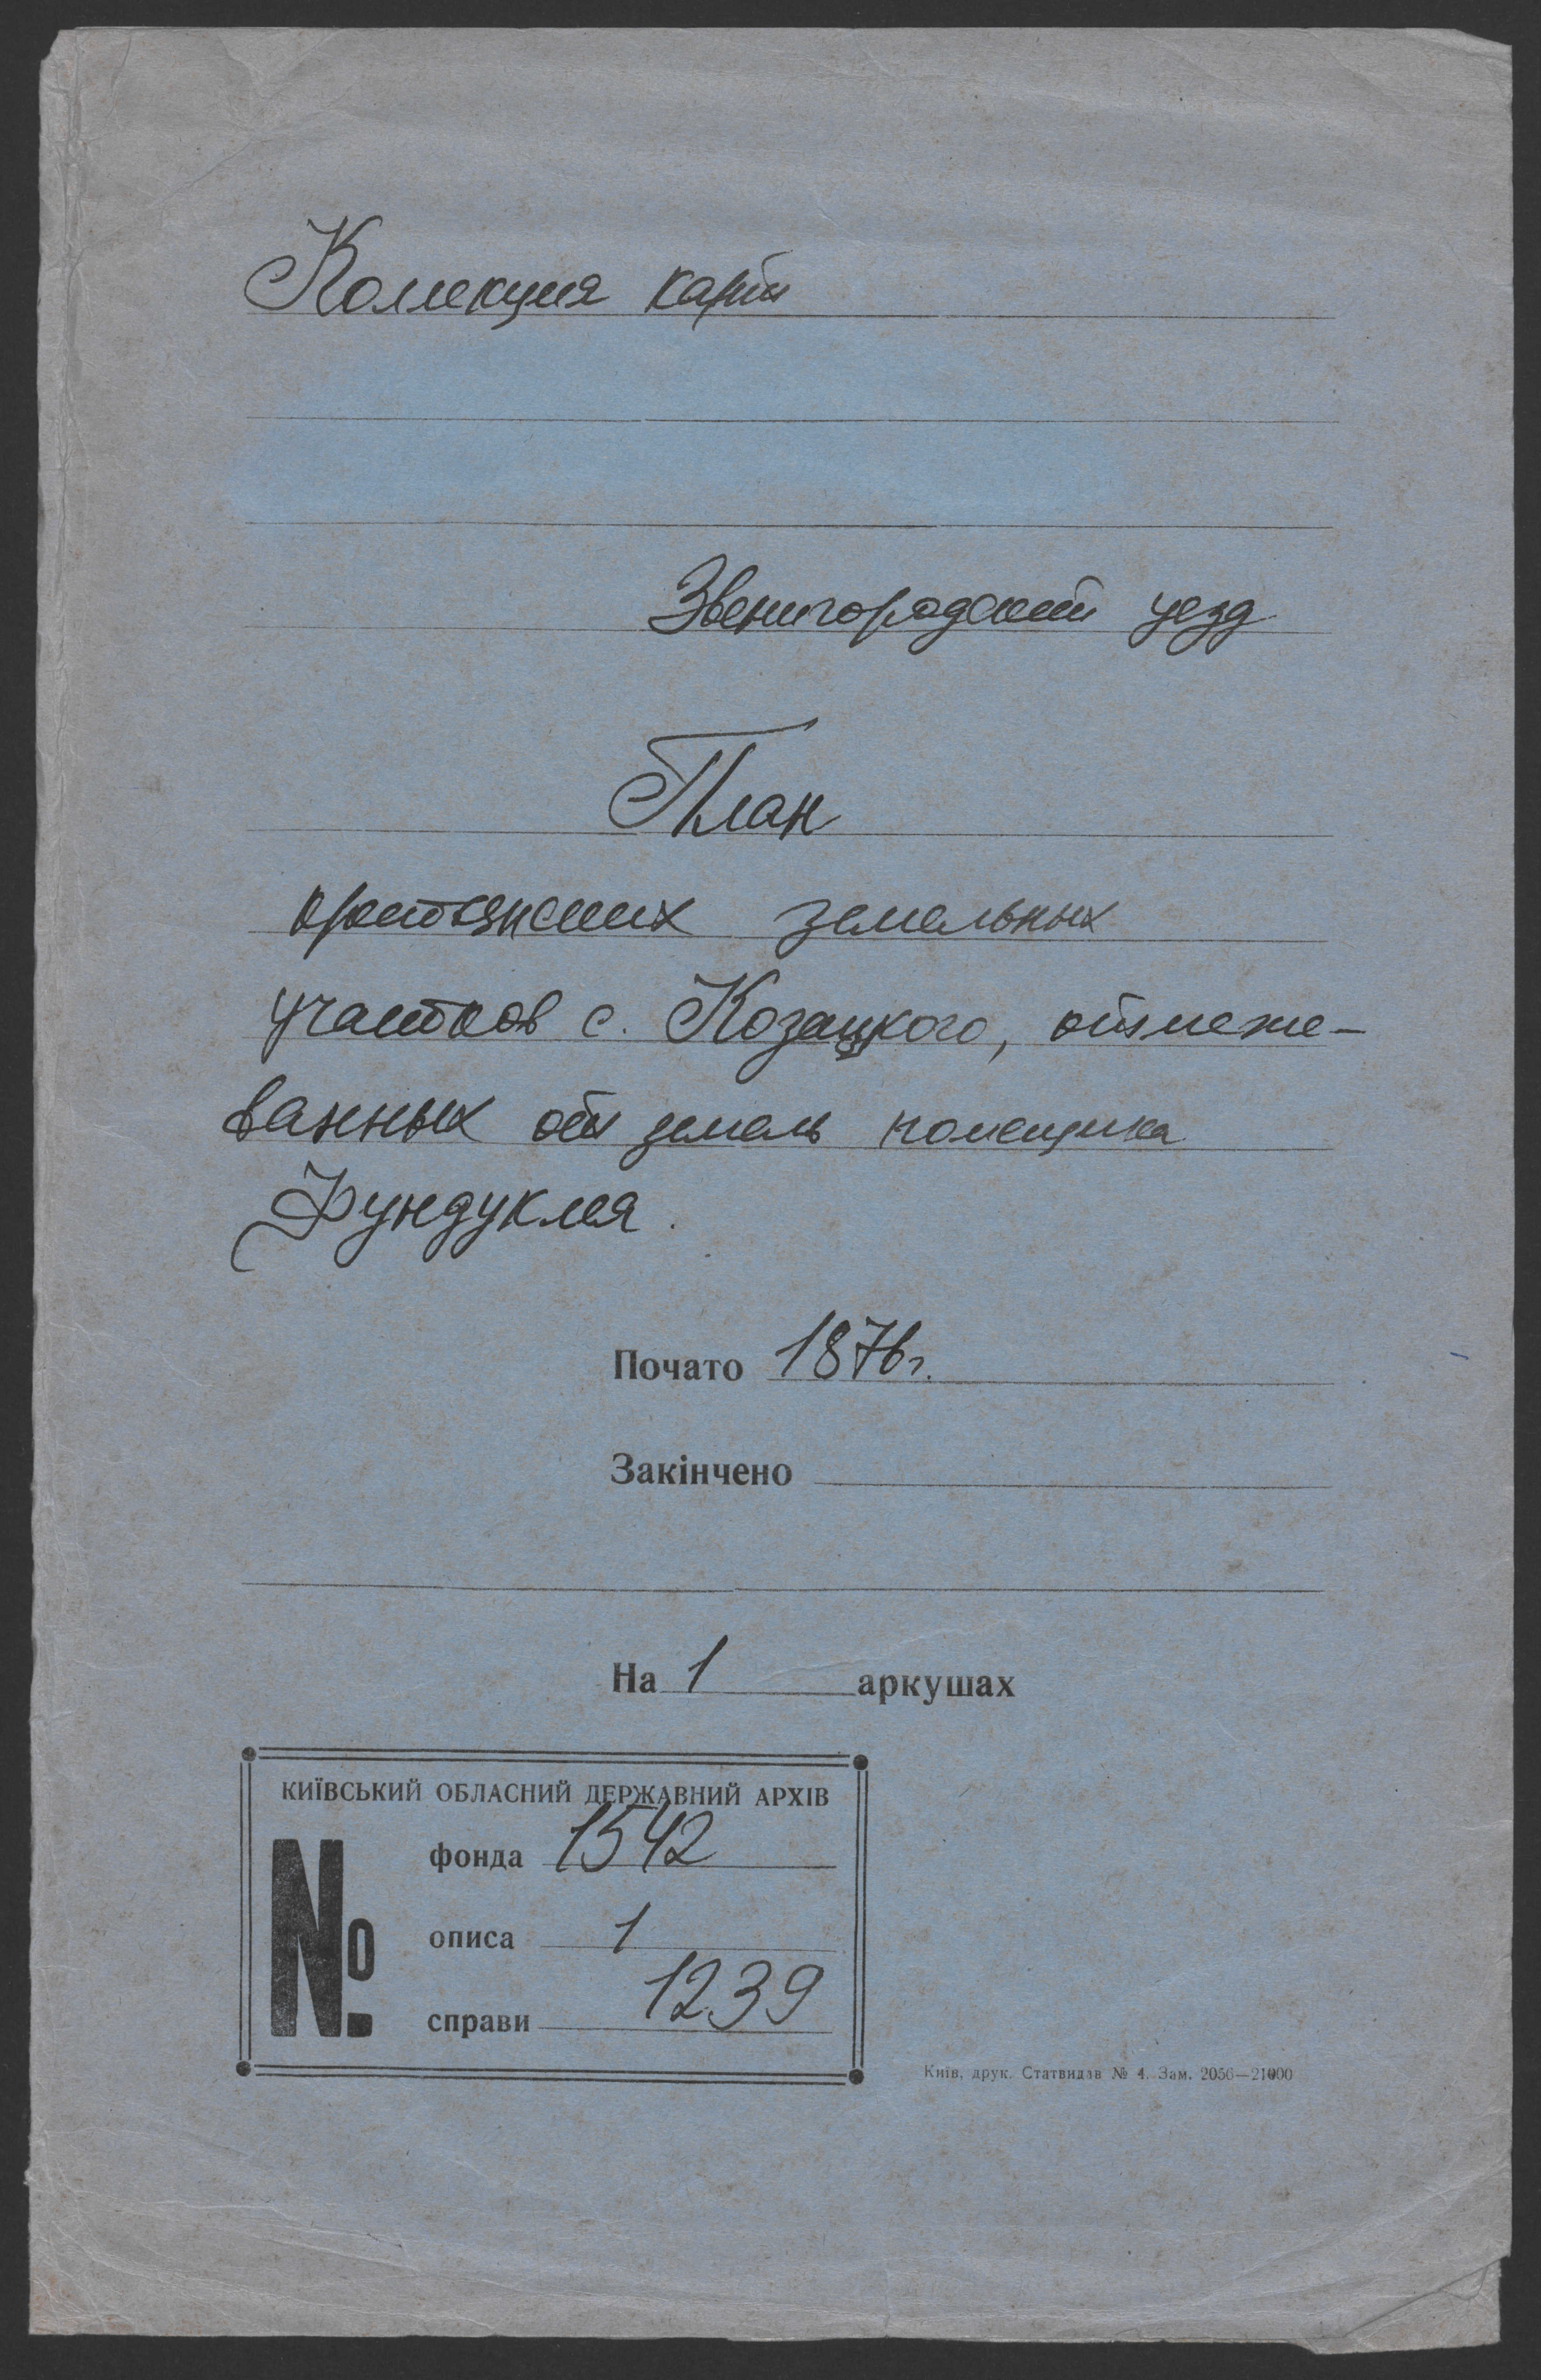 Коллекция карт
Звенигородский уезд
План
крестьянских земельных
участков с. Козацкого, отмеже-
ванных от земель помещика
Фундуклея.
Почато 1876г.
Закінчено
На 1 аркушах
КИЇВСЬКИЙ ОБЛАСНИЙ ДЕРЖАВНИЙ АРХІВ
№
фонда 1542
описа 1
справи 1239
Київ, друк. Статвидав № 4. Зам. 2056—21000